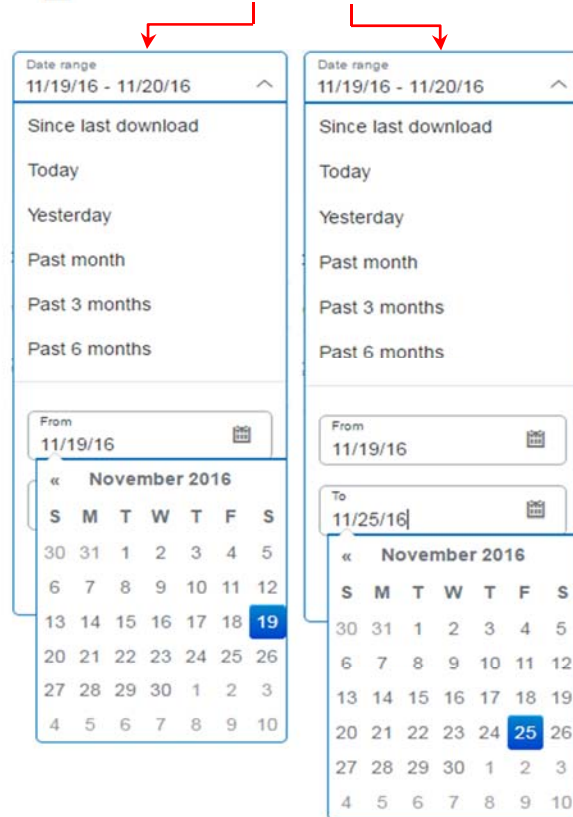 Date range
11/19/16 - 11/20/16
Since last download
Today
Yesterday
Past month
Past 3 months
Past 6 months
From
11/19/16
« November 2016
S M T W T F S
30 31 1 2 3 4 5
6 7 8 9 10 11 12
13 14 15 16 17 18 19
20 21 22 23 24 25 26
27 28 29 30 1 2 3
4 5 6 7 8 9 10
Date range
11/19/16 - 11/20/16
Since last download
Today
Yesterday
Past month
Past 3 months
Past 6 months
From
11/19/16
To
11/25/16
« November 2016
S M T W T F S
30 31 1 2 3 4 5
6 7 8 9 10 11 12
13 14 15 16 17 18 19
20 21 22 23 24 25 26
27 28 29 30 1 2 3
4 5 6 7 8 9 10